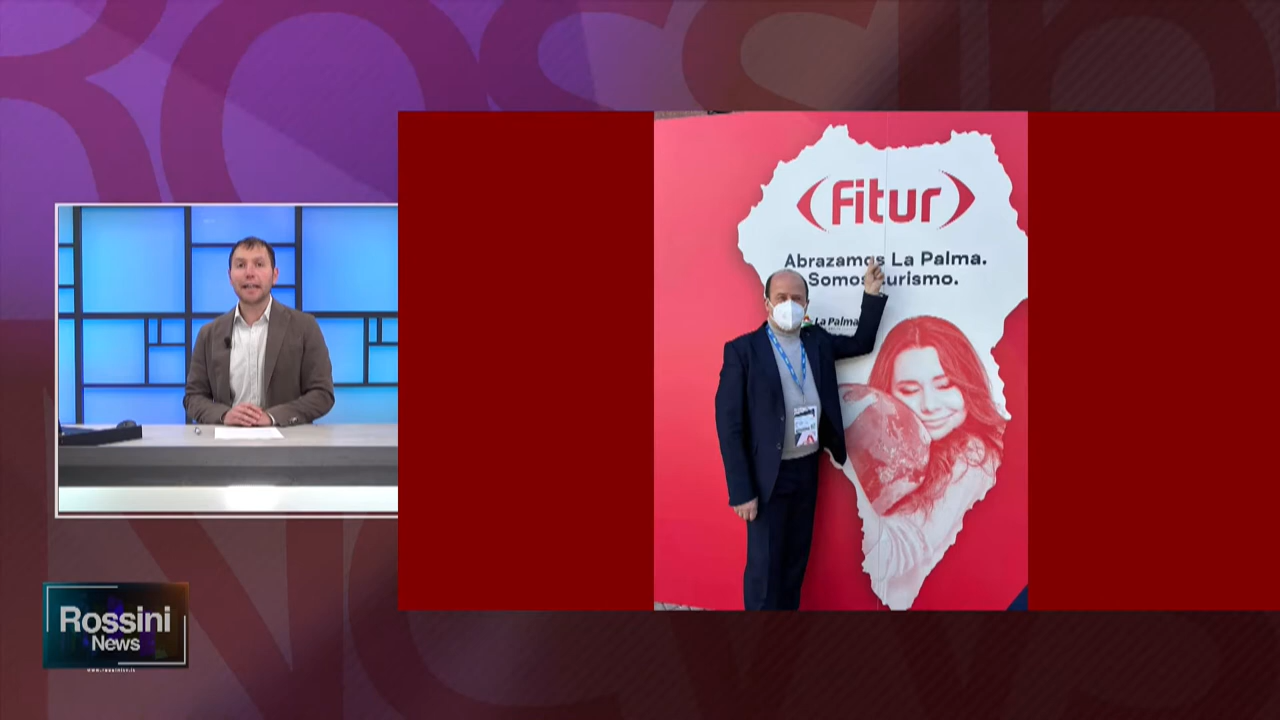 fitur
Abrazamos La Palma.
Somos turismo.
La Palma
Rossini
News